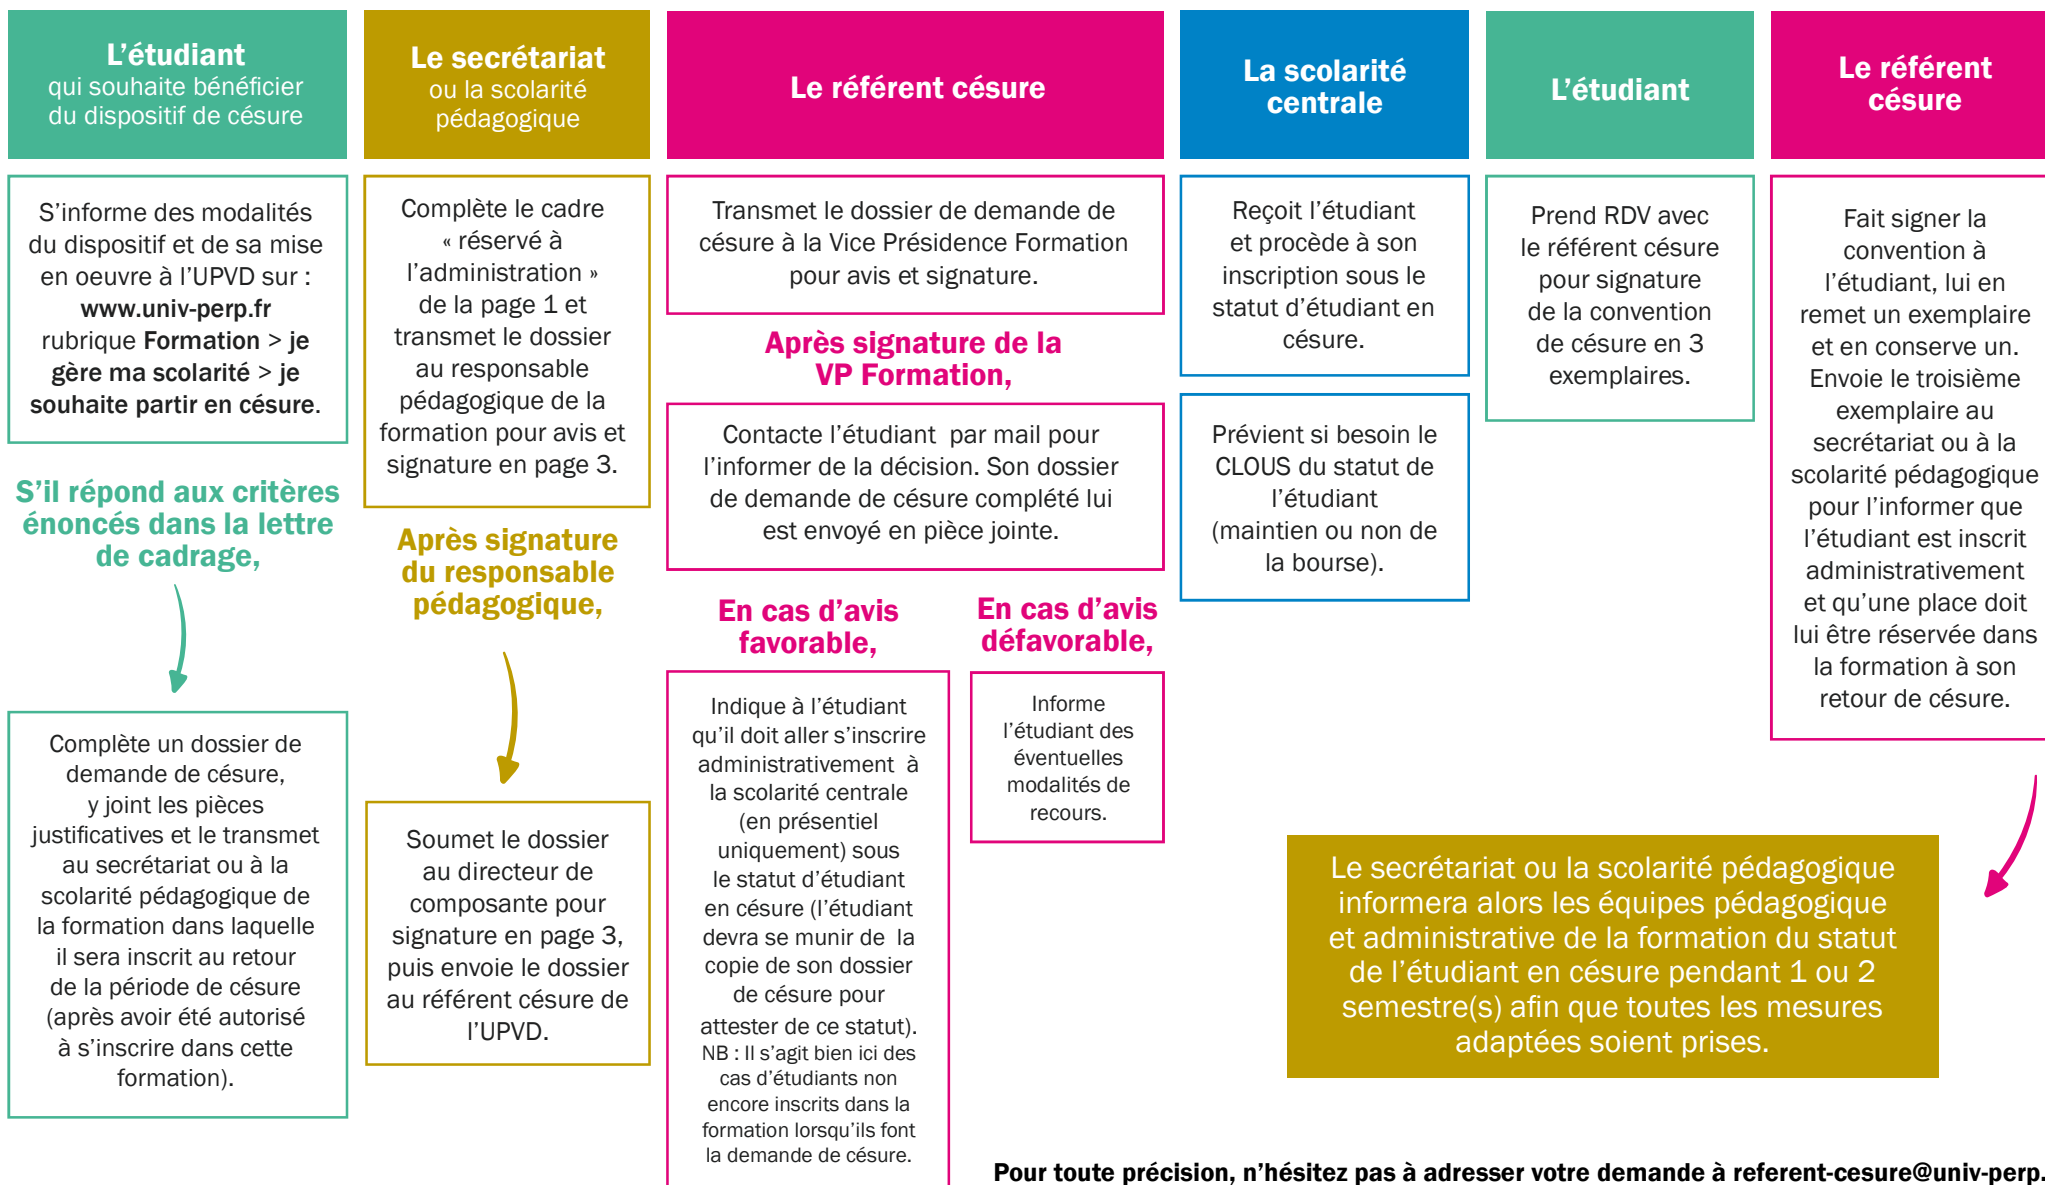 L’étudiant
qui souhaite bénéficier
du dispositif de césure
S’informe des modalités
du dispositif et de sa mise
en oeuvre à l’UPVD sur :
www.univ-perp.fr
rubrique Formation > je
gère ma scolarité > je
souhaite partir en césure.
S’il répond aux critères
énoncés dans la lettre
de cadrage,
Complète un dossier de
demande de césure,
y joint les pièces
justificatives et le transmet
au secrétariat ou à la
scolarité pédagogique de
la formation dans laquelle
il sera inscrit au retour
de la période de césure
(après avoir été autorisé
à s’inscrire dans cette
formation).
Le secrétariat
ou la scolarité
pédagogique
Complète le cadre
« réservé à
l’administration »
de la page 1 et
transmet le dossier
au responsable
pédagogique de la
formation pour avis et
signature en page 3.
Après signature
du responsable
pédagogique,
Soumet le dossier
au directeur de
composante pour
signature en page 3,
puis envoie le dossier
au référent césure de
l’UPVD.
Le référent césure
Transmet le dossier de demande de
césure à la Vice Présidence Formation
pour avis et signature.
Après signature de la
VP Formation,
Contacte l’étudiant par mail pour
l’informer de la décision. Son dossier
de demande de césure complété lui
est envoyé en pièce jointe.
En cas d’avis
favorable,
Indique à l’étudiant
qu’il doit aller s’inscrire
administrativement à
la scolarité centrale
(en présentiel
uniquement) sous
le statut d’étudiant
en césure (l’étudiant
devra se munir de la
copie de son dossier
de césure pour
attester de ce statut).
NB : Il s’agit bien ici des
cas d’étudiants non
encore inscrits dans la
formation lorsqu’ils font
la demande de césure.
En cas d’avis
défavorable,
Informe
l’étudiant des
éventuelles
modalités de
recours.
La scolarité
centrale
Reçoit l’étudiant
et procède à son
inscription sous le
statut d’étudiant en
césure.
Prévient si besoin le
CLOUS du statut de
l’étudiant
(maintien ou non de
la bourse).
L’étudiant
Prend RDV avec
le référent césure
pour signature
de la convention
de césure en 3
exemplaires.
Le référent
césure
Fait signer la
convention à
l’étudiant, lui en
remet un exemplaire
et en conserve un.
Envoie le troisième
exemplaire au
secrétariat ou à la
scolarité pédagogique
pour l’informer que
l’étudiant est inscrit
administrativement
et qu’une place doit
lui être réservée dans
la formation à son
retour de césure.
Le secrétariat ou la scolarité pédagogique
informera alors les équipes pédagogique
et administrative de la formation du statut
de l’étudiant en césure pendant 1 ou 2
semestre(s) afin que toutes les mesures
adaptées soient prises.
Pour toute précision, n’hésitez pas à adresser votre demande à referent-cesure@univ-perp.